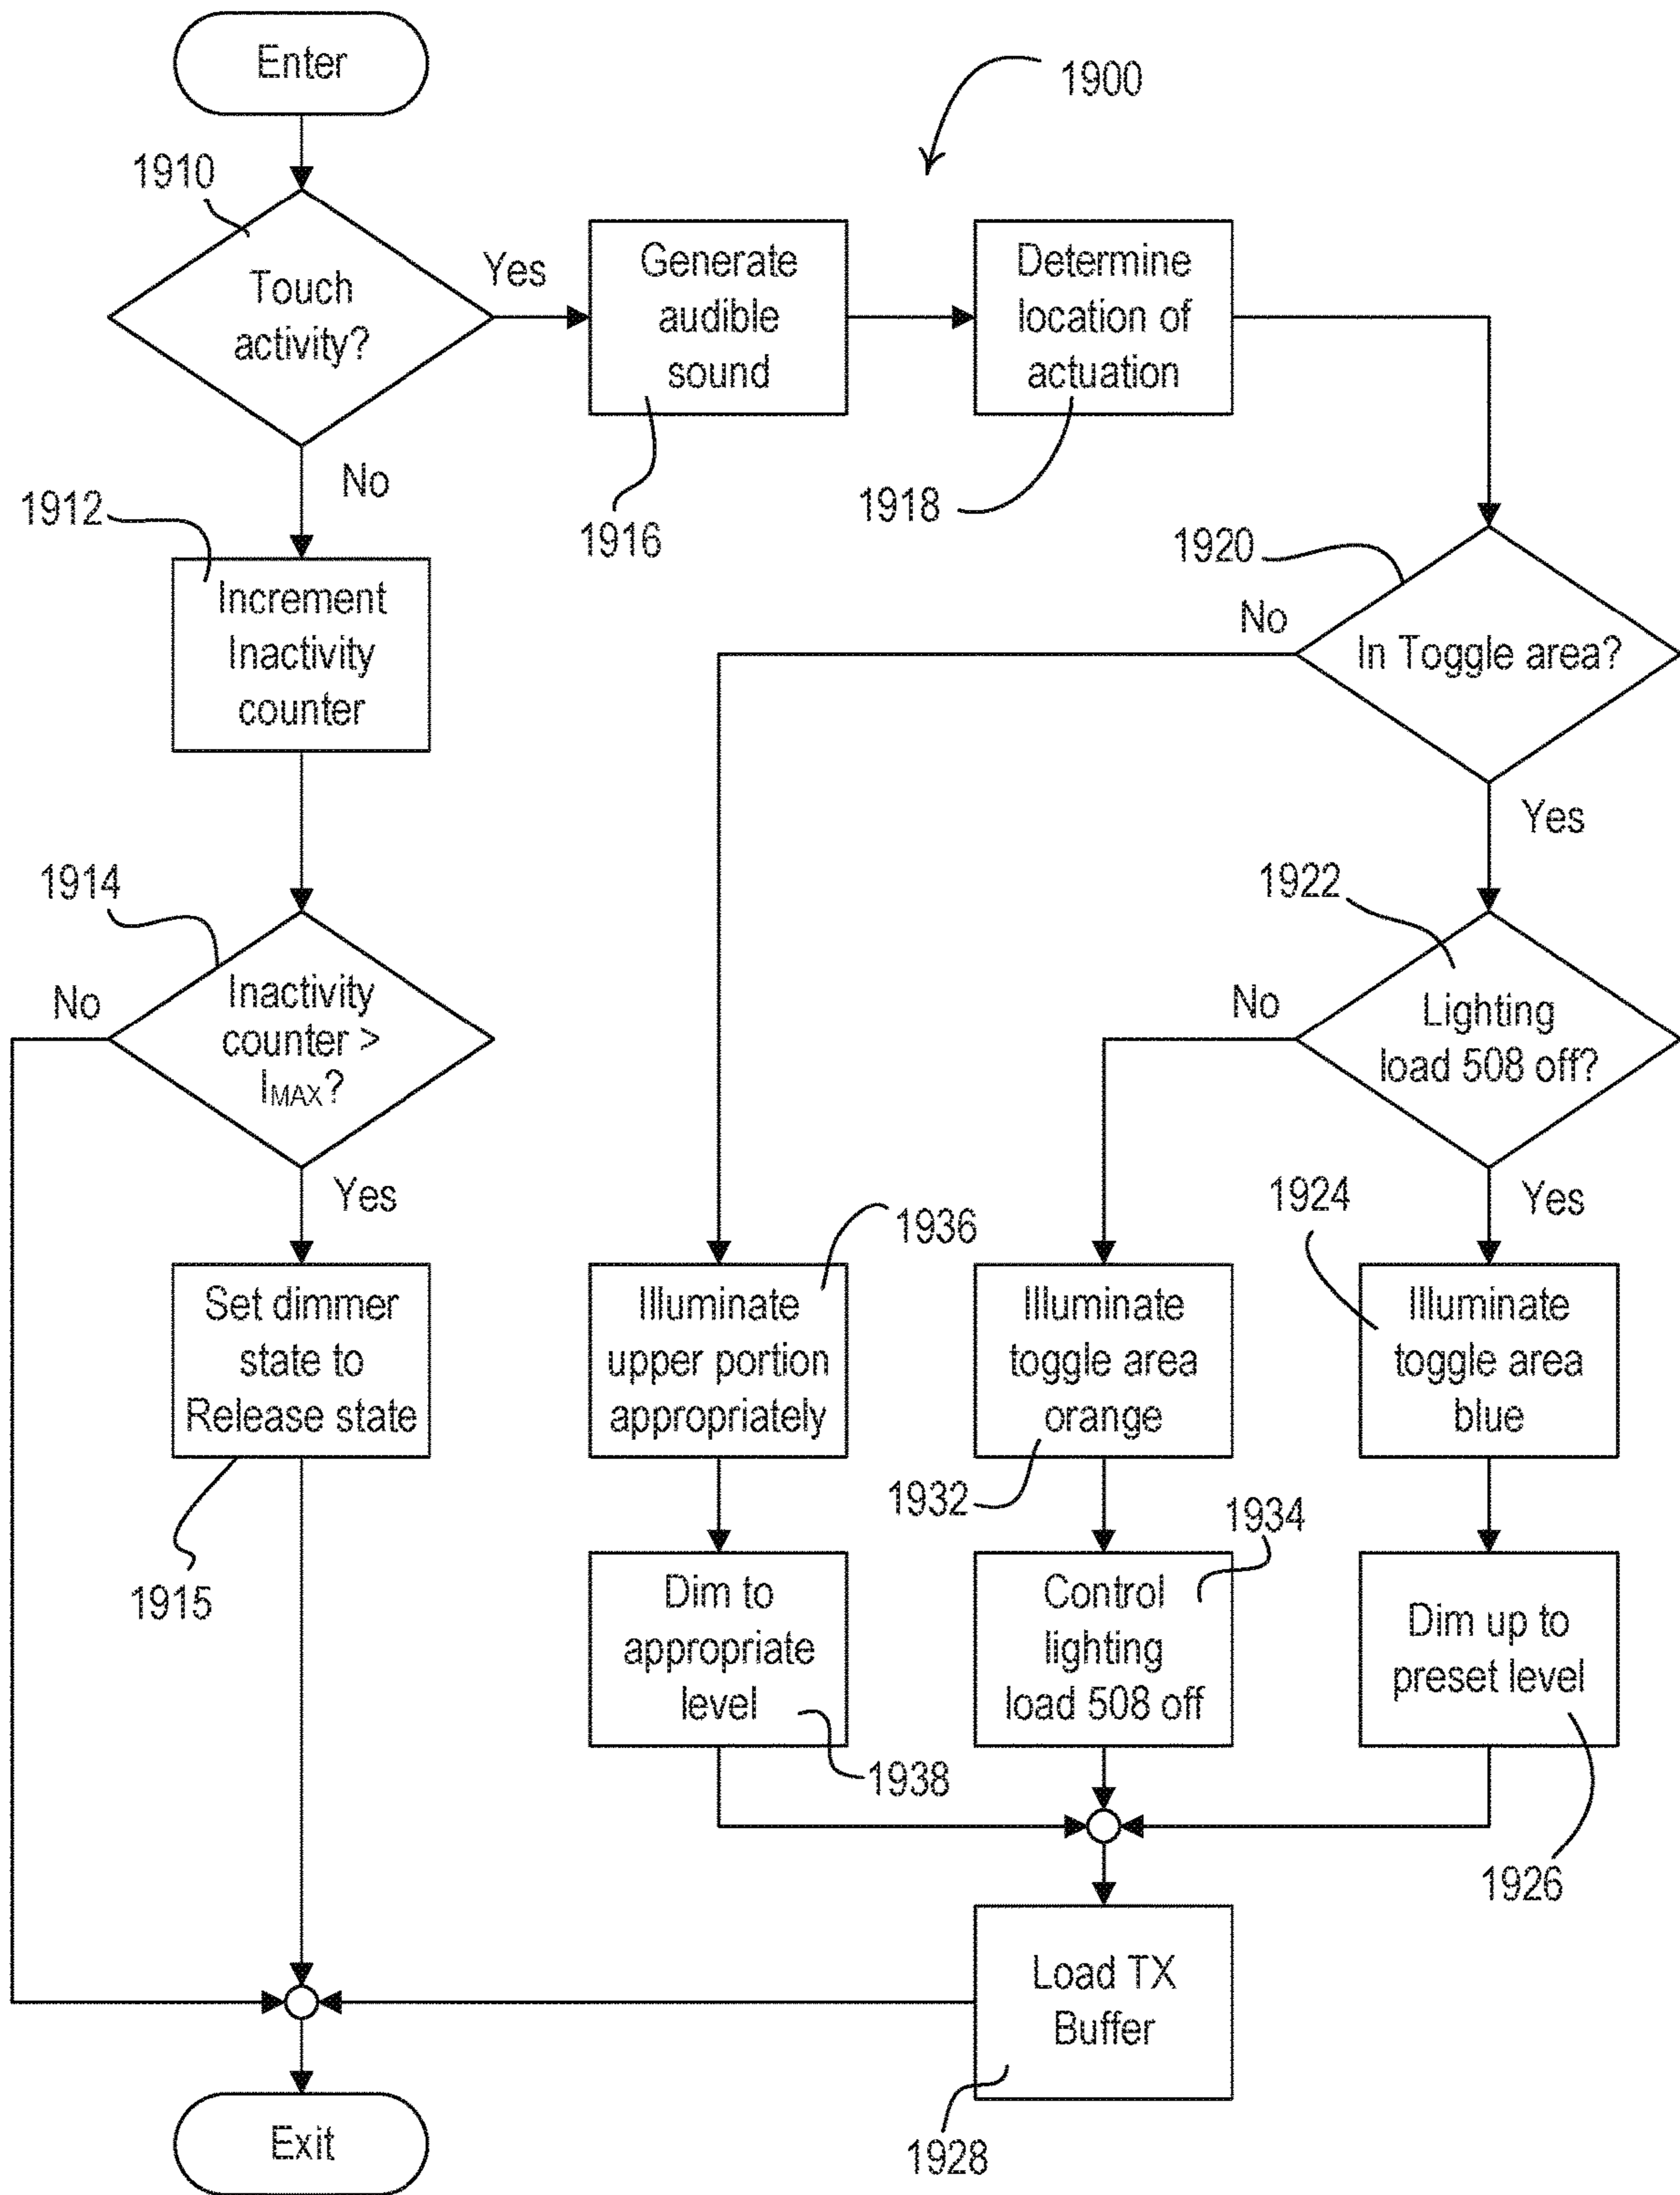 Enter
1900
1910
Touch
activity?
Yes
Generate
audible
sound
Determine
location of
actuation
No
1916
1918
1912
Increment
Inactivity
counter
1920
No
In Toggle area?
Yes
1914
No
Inactivity
counter >
IMAX?
1922
No
Lighting
load 508 off?
Yes
Yes
1924
1936
Set dimmer
state to
Release state
Illuminate
upper portion
appropriately
Illuminate
toggle area
orange
Illuminate
toggle area
blue
1915
1932
1934
Dim to
appropriate
level
Control
lighting
load 508 off
Dim up to
preset level
1938
1926
Load TX
Buffer
Exit
1928